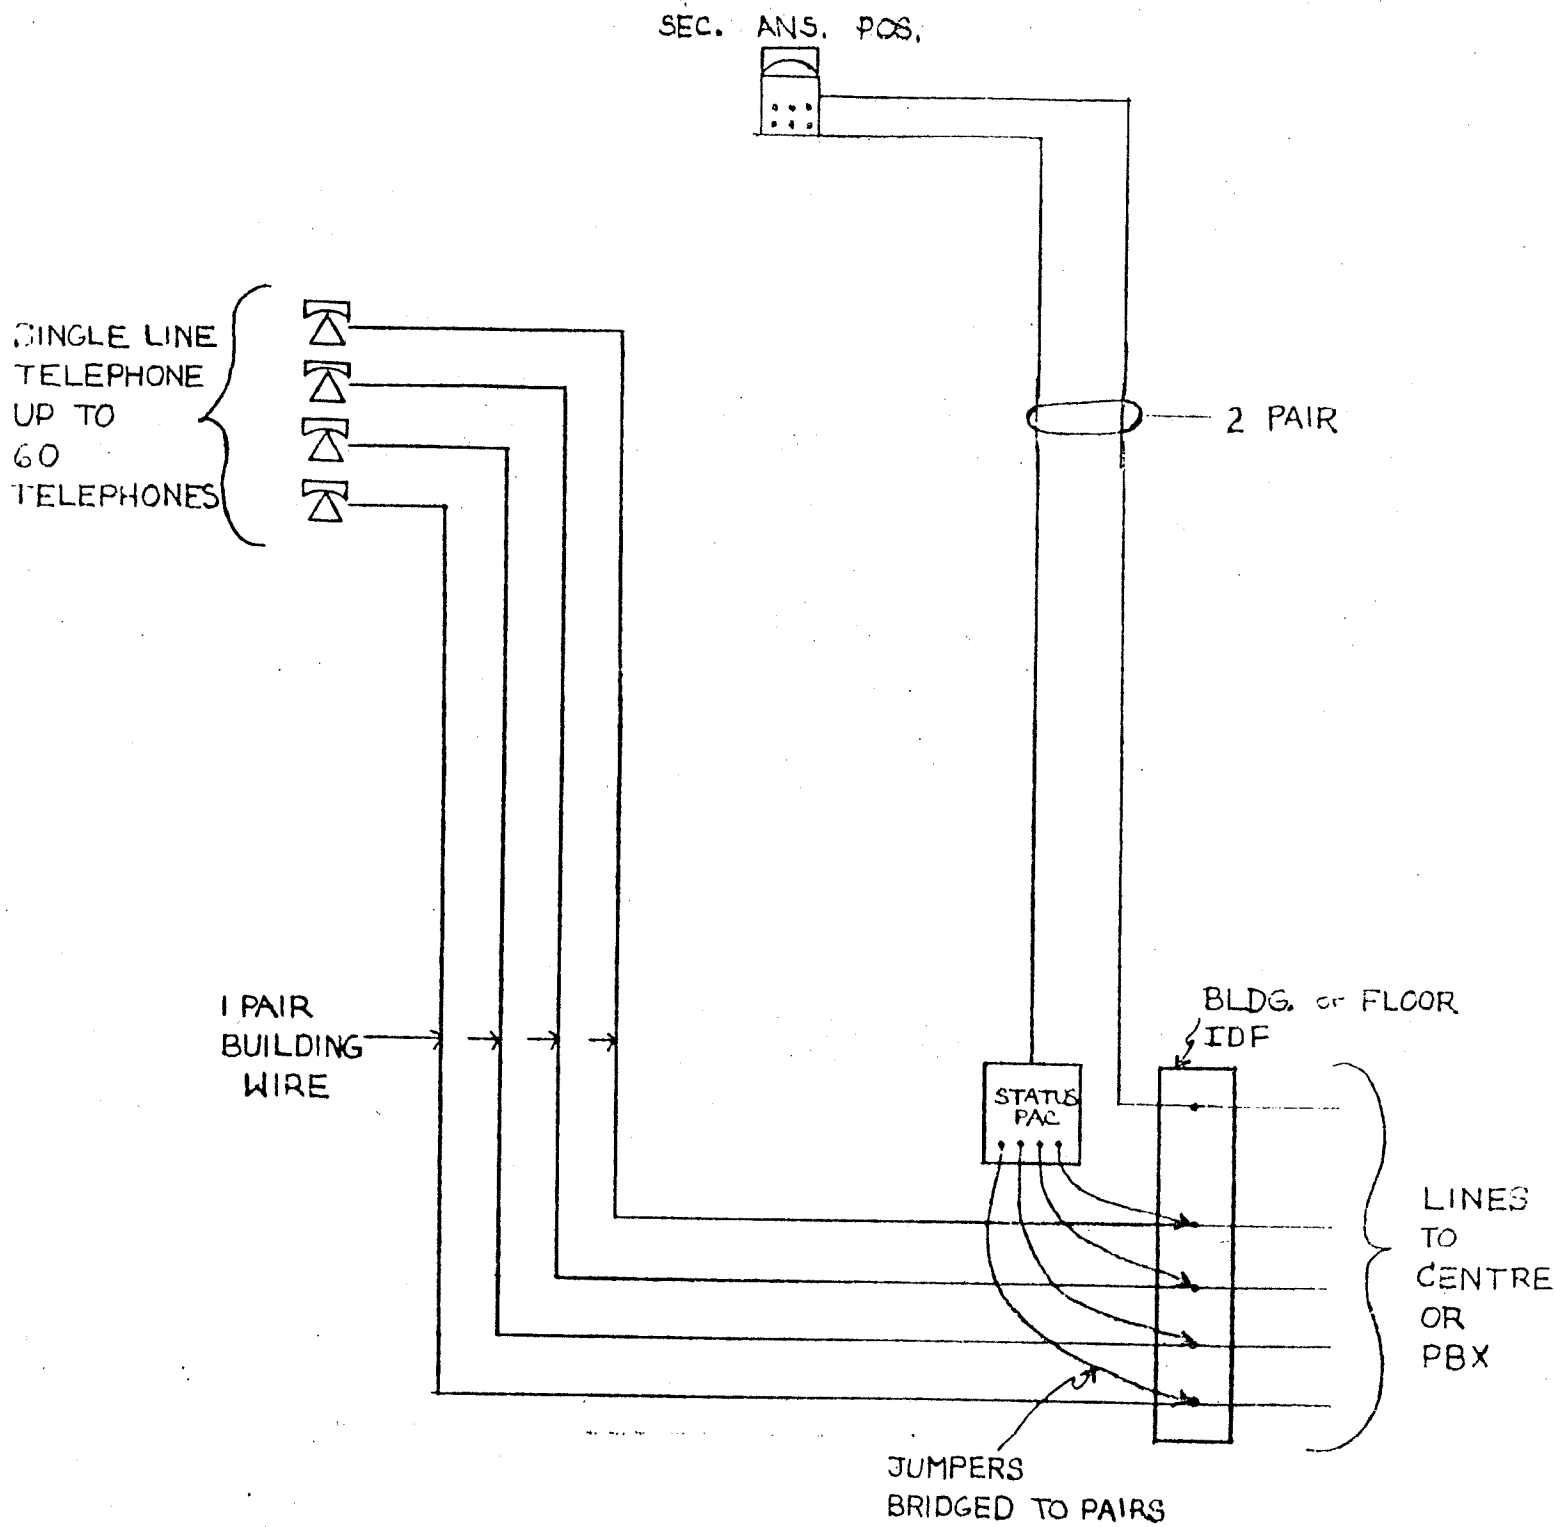 SEC. ANS. POS.
SINGLE LINE
TELEPHONE
UP TO
60
TELEPHONES
2 PAIR
1 PAIR
BUILDING
WIRE
BLDG. or FLOOR
IDF
STATUS
PAC
LINES
TO
CENTRE
OR
PBX
JUMPERS
BRIDGED TO PAIRS